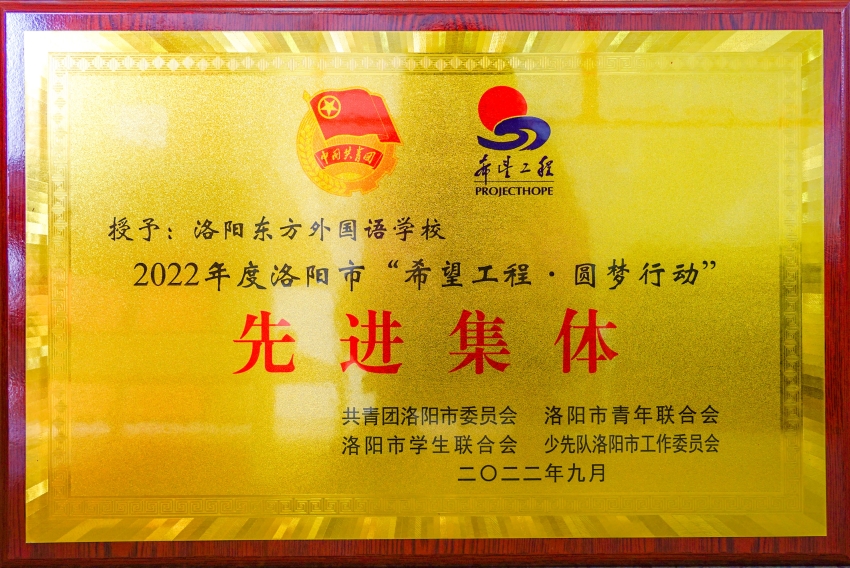 中国共青团
希望工程
PROJECTHOPE
授予：洛阳东方外国语学校
2022年度洛阳市“希望工程·圆梦行动”
先进集体
共青团洛阳市委员会 洛阳市青年联合会
洛阳市学生联合会 少先队洛阳市工作委员会
二〇二二年九月